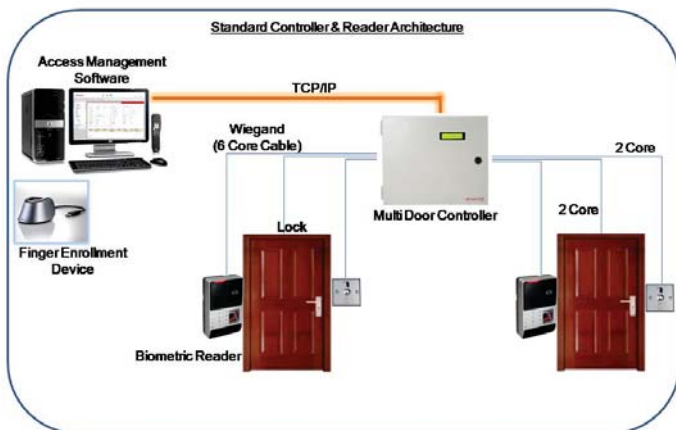 Standard Controller & Reader Architecture
Access Management
Software
TCP/IP
Wiegand
(6 Core Cable)
2 Core
Multi Door Controller
2 Core
Lock
Finger Enrollment
Device
Biometric Reader